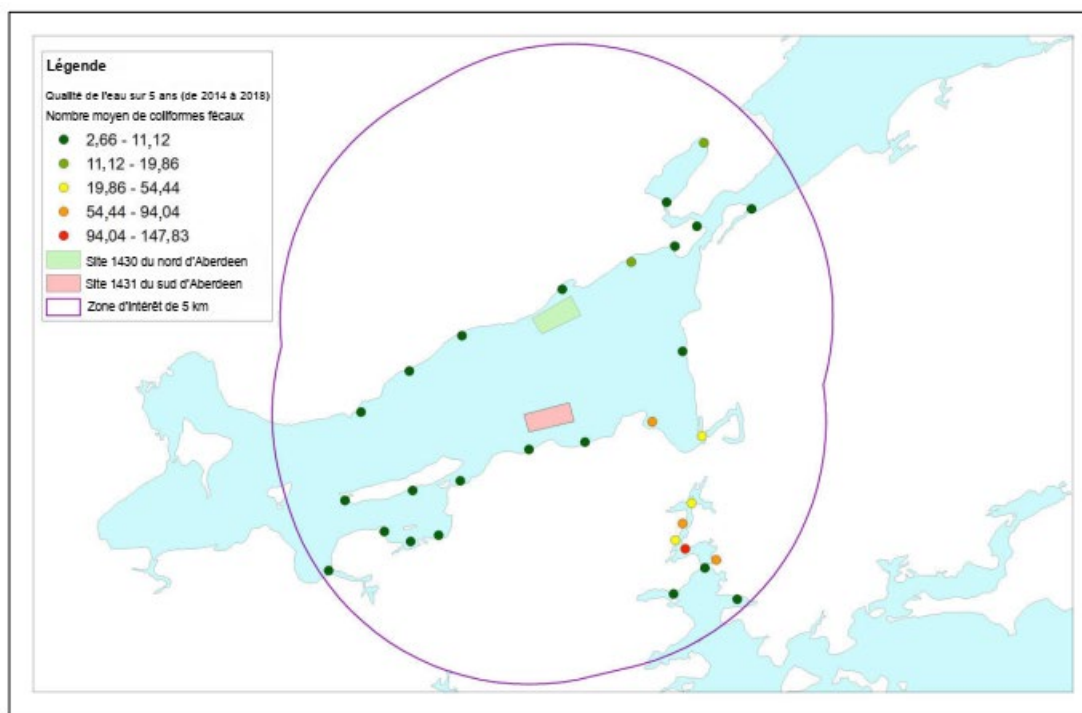 Légende
Qualité de l'eau sur 5 ans (de 2014 à 2018)
Nombre moyen de coliformes fécaux
2,66 - 11,12
11,12 - 19,86
19,86 - 54,44
54,44 - 94,04
94,04 - 147,83
Site 1430 du nord d'Aberdeen
Site 1431 du sud d'Aberdeen
Zone d'intérêt de 5 km